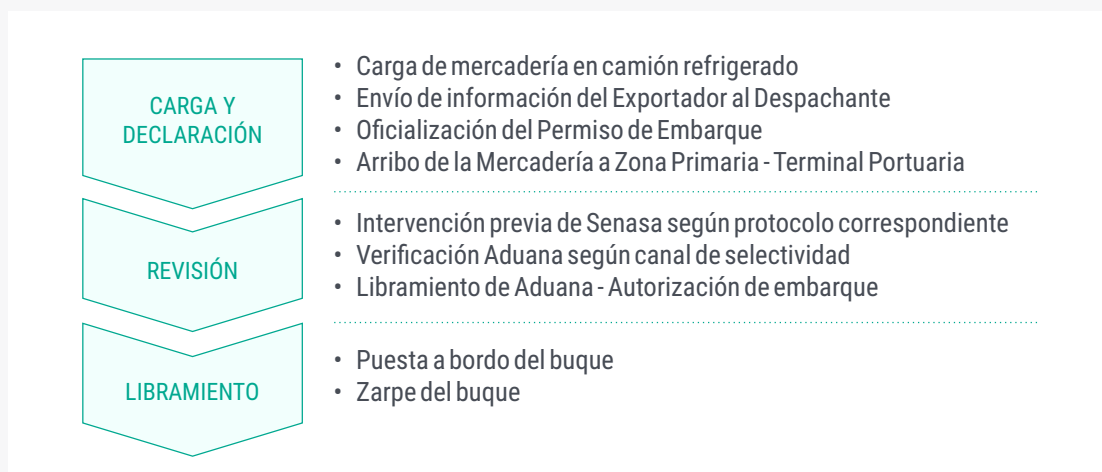 CARGA Y
DECLARACIÓN
• Carga de mercadería en camión refrigerado
• Envío de información del Exportador al Despachante
• Oficialización del Permiso de Embarque
• Arribo de la Mercadería a Zona Primaria - Terminal Portuaria
REVISIÓN
• Intervención previa de Senasa según protocolo correspondiente
• Verificación Aduana según canal de selectividad
• Libramiento de Aduana - Autorización de embarque
LIBRAMIENTO
• Puesta a bordo del buque
• Zarpe del buque